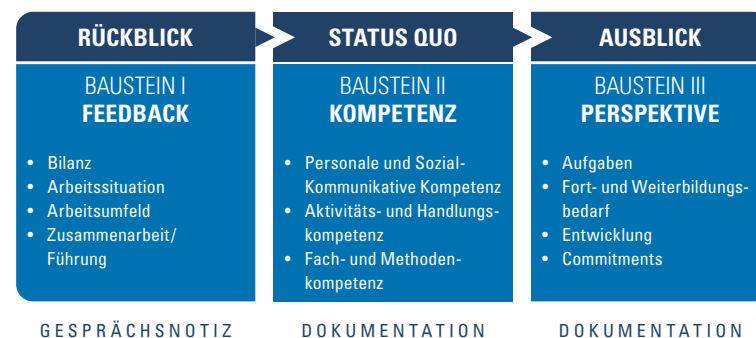 RÜCKBLICK
BAUSTEIN I
FEEDBACK
• Bilanz
• Arbeitssituation
• Arbeitsumfeld
• Zusammenarbeit/
Führung
GESPRÄCHSNOTIZ
STATUS QUO
BAUSTEIN II
KOMPETENZ
• Personale und Sozial-
Kommunikative Kompetenz
• Aktivitäts- und Handlungs-
kompetenz
• Fach- und Methoden-
kompetenz
DOKUMENTATION
AUSBLICK
BAUSTEIN III
PERSPEKTIVE
• Aufgaben
• Fort- und Weiterbildungs-
bedarf
• Entwicklung
• Commitments
DOKUMENTATION